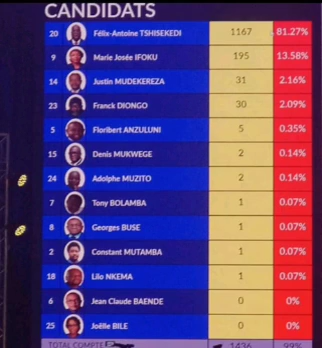 CANDIDATS
20 Félix-Antoine TSHISEKEDI 1167 81.27%
9 Marie Josée IFOKU 195 13.58%
14 Justin MUDEKEREZA 31 2.16%
23 Franck DIONGO 30 2.09%
5 Floribert ANZULUNI 5 0.35%
15 Denis MUKWEGE 2 0.14%
24 Adolphe MUZITO 2 0.14%
7 Tony BOLAMBA 1 0.07%
8 Georges BUSE 1 0.07%
2 Constant MUTAMBA 1 0.07%
18 Lilo NKEMA 1 0.07%
6 Jean Claude BAENDE 0 0%
25 Joëlle BILE 0 0%
TOTAL COMPTE 1436 99%